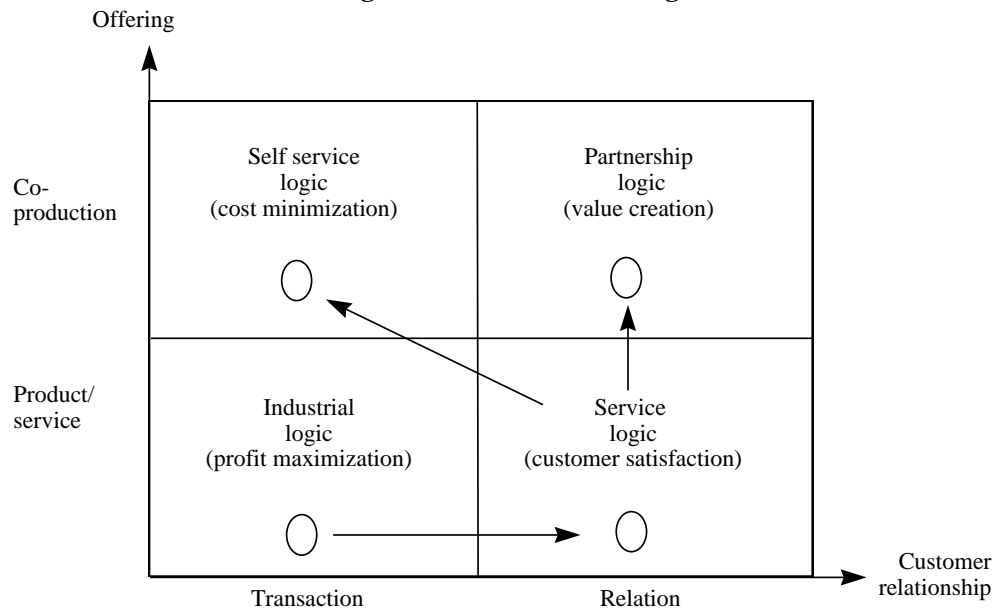 Offering
Self service
logic
(cost minimization)
Partnership
logic
(value creation)
Co-
production
Product/
service
Industrial
logic
(profit maximization)
Service
logic
(customer satisfaction)
Customer
relationship
Transaction
Relation